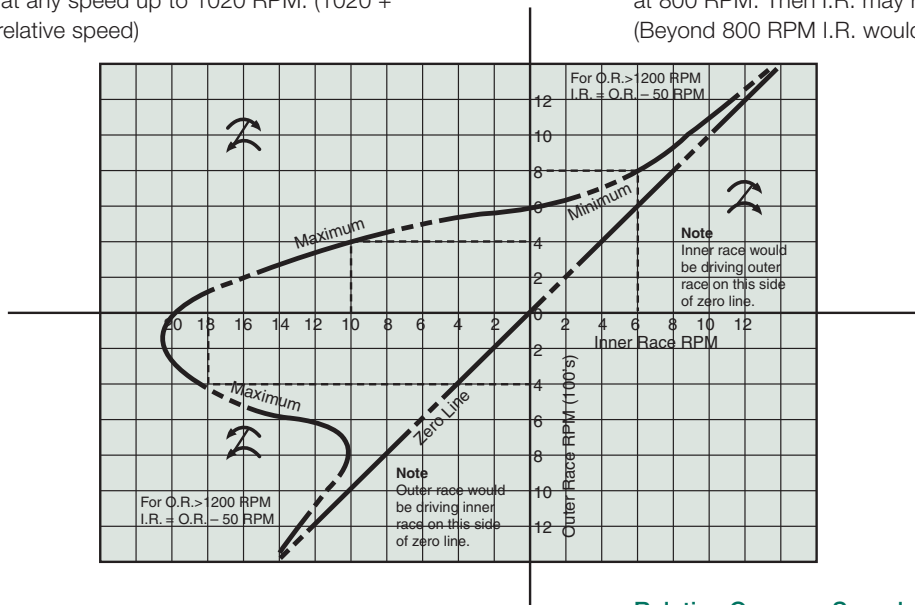 at any speed up to 1020 RPM. (1020 +
relative speed)
at 800 RPM. Then I.R. may
(Beyond 800 RPM I.R. would
For O.R.>1200 RPM
I.R. = O.R. – 50 RPM
12
10
8
6
4
2
0
Maximum
Minimum
Note
Inner race would
be driving outer
race on this side
of zero line.
20 18 16 14 12 10 8 6 4 2
2 4 6 8 10 12
Inner Race RPM
2
4
6
8
10
12
Outer Race RPM (100's)
Maximum
Zero Line
Note
Outer race would
be driving inner
race on this side
of zero line.
For O.R.>1200 RPM
I.R. = O.R. – 50 RPM